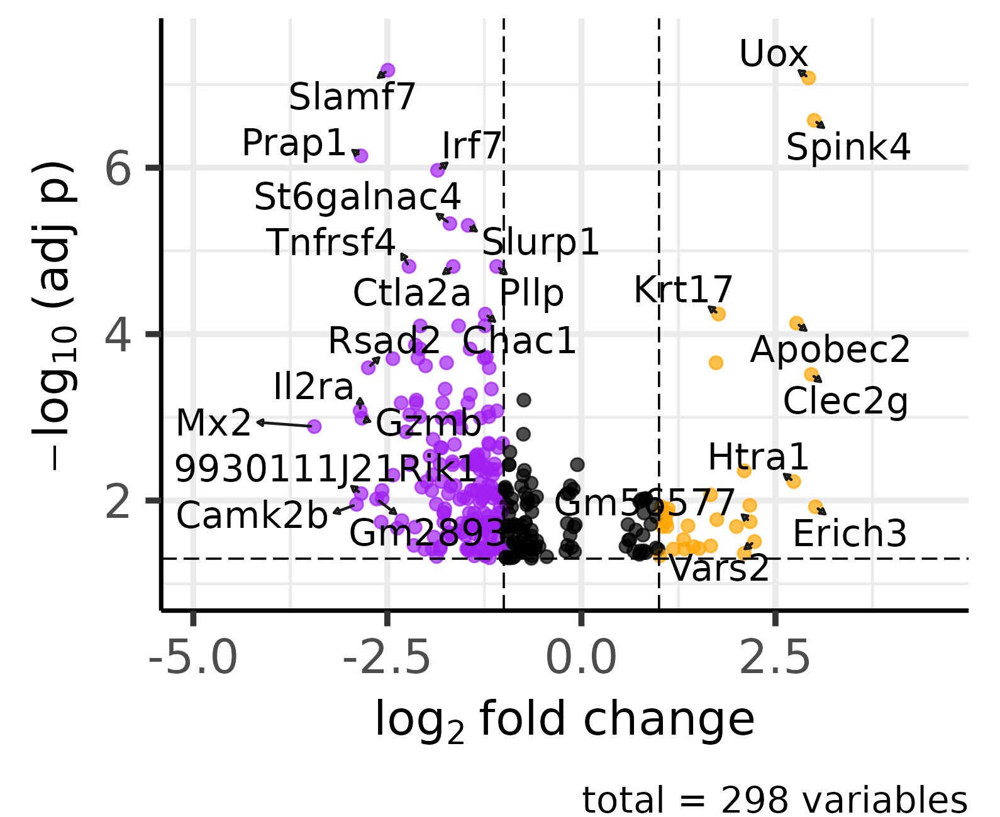 Uox
Slamf7
Spink4
Prap1
Irf7
6
St6galnac4
Tnfrsf4
Slurp1
Ctla2a
Pllp
Krt17
4
Rsad2
Chac1
Apobec2
Il2ra
Clec2g
Mx2
Gzmb
9930111J21Rik1
Htra1
2
Camk2b
Gm2893
Gm56577
Erich3
Vars2
−log10 (adj p)
-5.0 -2.5 0.0 2.5
log2 fold change
total = 298 variables